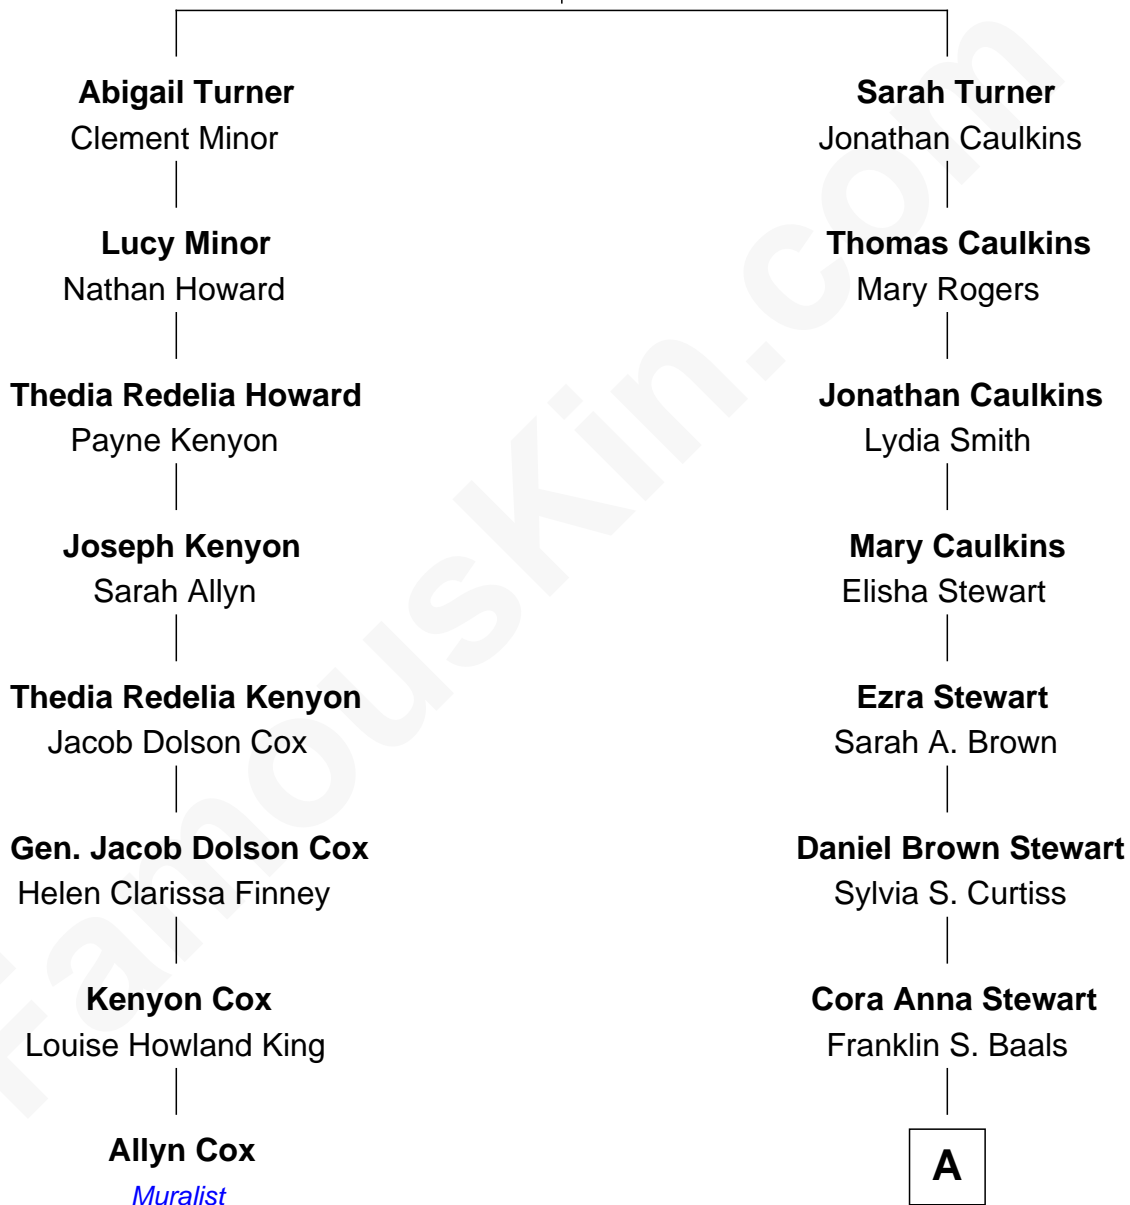 Abigail Turner
Clement Minor
Lucy Minor
Nathan Howard
Thedia Redelia Howard
Payne Kenyon
Joseph Kenyon
Sarah Allyn
Thedia Redelia Kenyon
Jacob Dolson Cox
Gen. Jacob Dolson Cox
Helen Clarissa Finney
Kenyon Cox
Louise Howland King
Allyn Cox
Muralist
Sarah Turner
Jonathan Caulkins
Thomas Caulkins
Mary Rogers
Jonathan Caulkins
Lydia Smith
Mary Caulkins
Elisha Stewart
Ezra Stewart
Sarah A. Brown
Daniel Brown Stewart
Sylvia S. Curtiss
Cora Anna Stewart
Franklin S. Baals
A
FamousKin.com